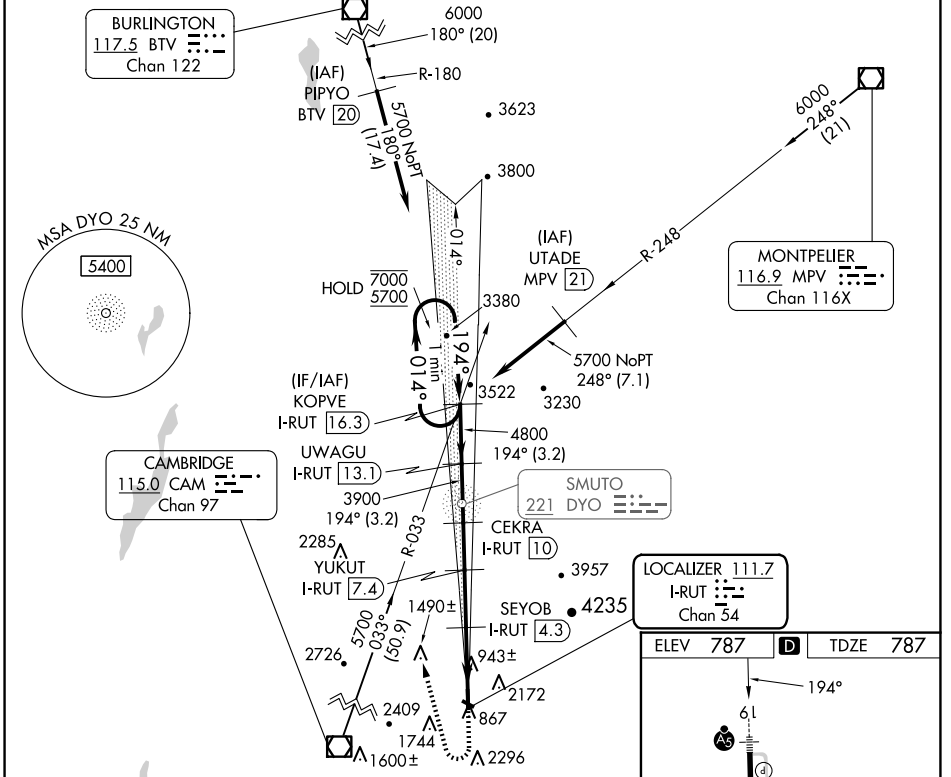 BURLINGTON
117.5 BTV
Chan 122
6000
180° (20)
R-180
(IAF)
PIPYO
BTV 20
5700 NoPT
180°
(17.4)
3623
3800
6000
248°
(21)
R-248
MSA DYO 25 NM
5400
014°
(IAF)
UTADE
MPV 21
MONTPELIER
116.9 MPV
Chan 116X
HOLD 7000
5700
3380
194°
1 min
014°
5700 NoPT
248° (7.1)
3522
3230
(IF/IAF)
KOPVE
I-RUT 16.3
4800
194° (3.2)
UWAGU
I-RUT 13.1
CAMBRIDGE
115.0 CAM
Chan 97
3900
194° (3.2)
SMUTO
221 DYO
R-033
CEKRA
I-RUT 10
2285
YUKUT
I-RUT 7.4
3957
LOCALIZER 111.7
I-RUT
Chan 54
1490±
SEYOB
I-RUT 4.3
4235
5700
033°
(50.9)
2726
943±
2172
ELEV 787 D TDZE 787
194°
2409
867
1744
1600±
2296
19
A5
P